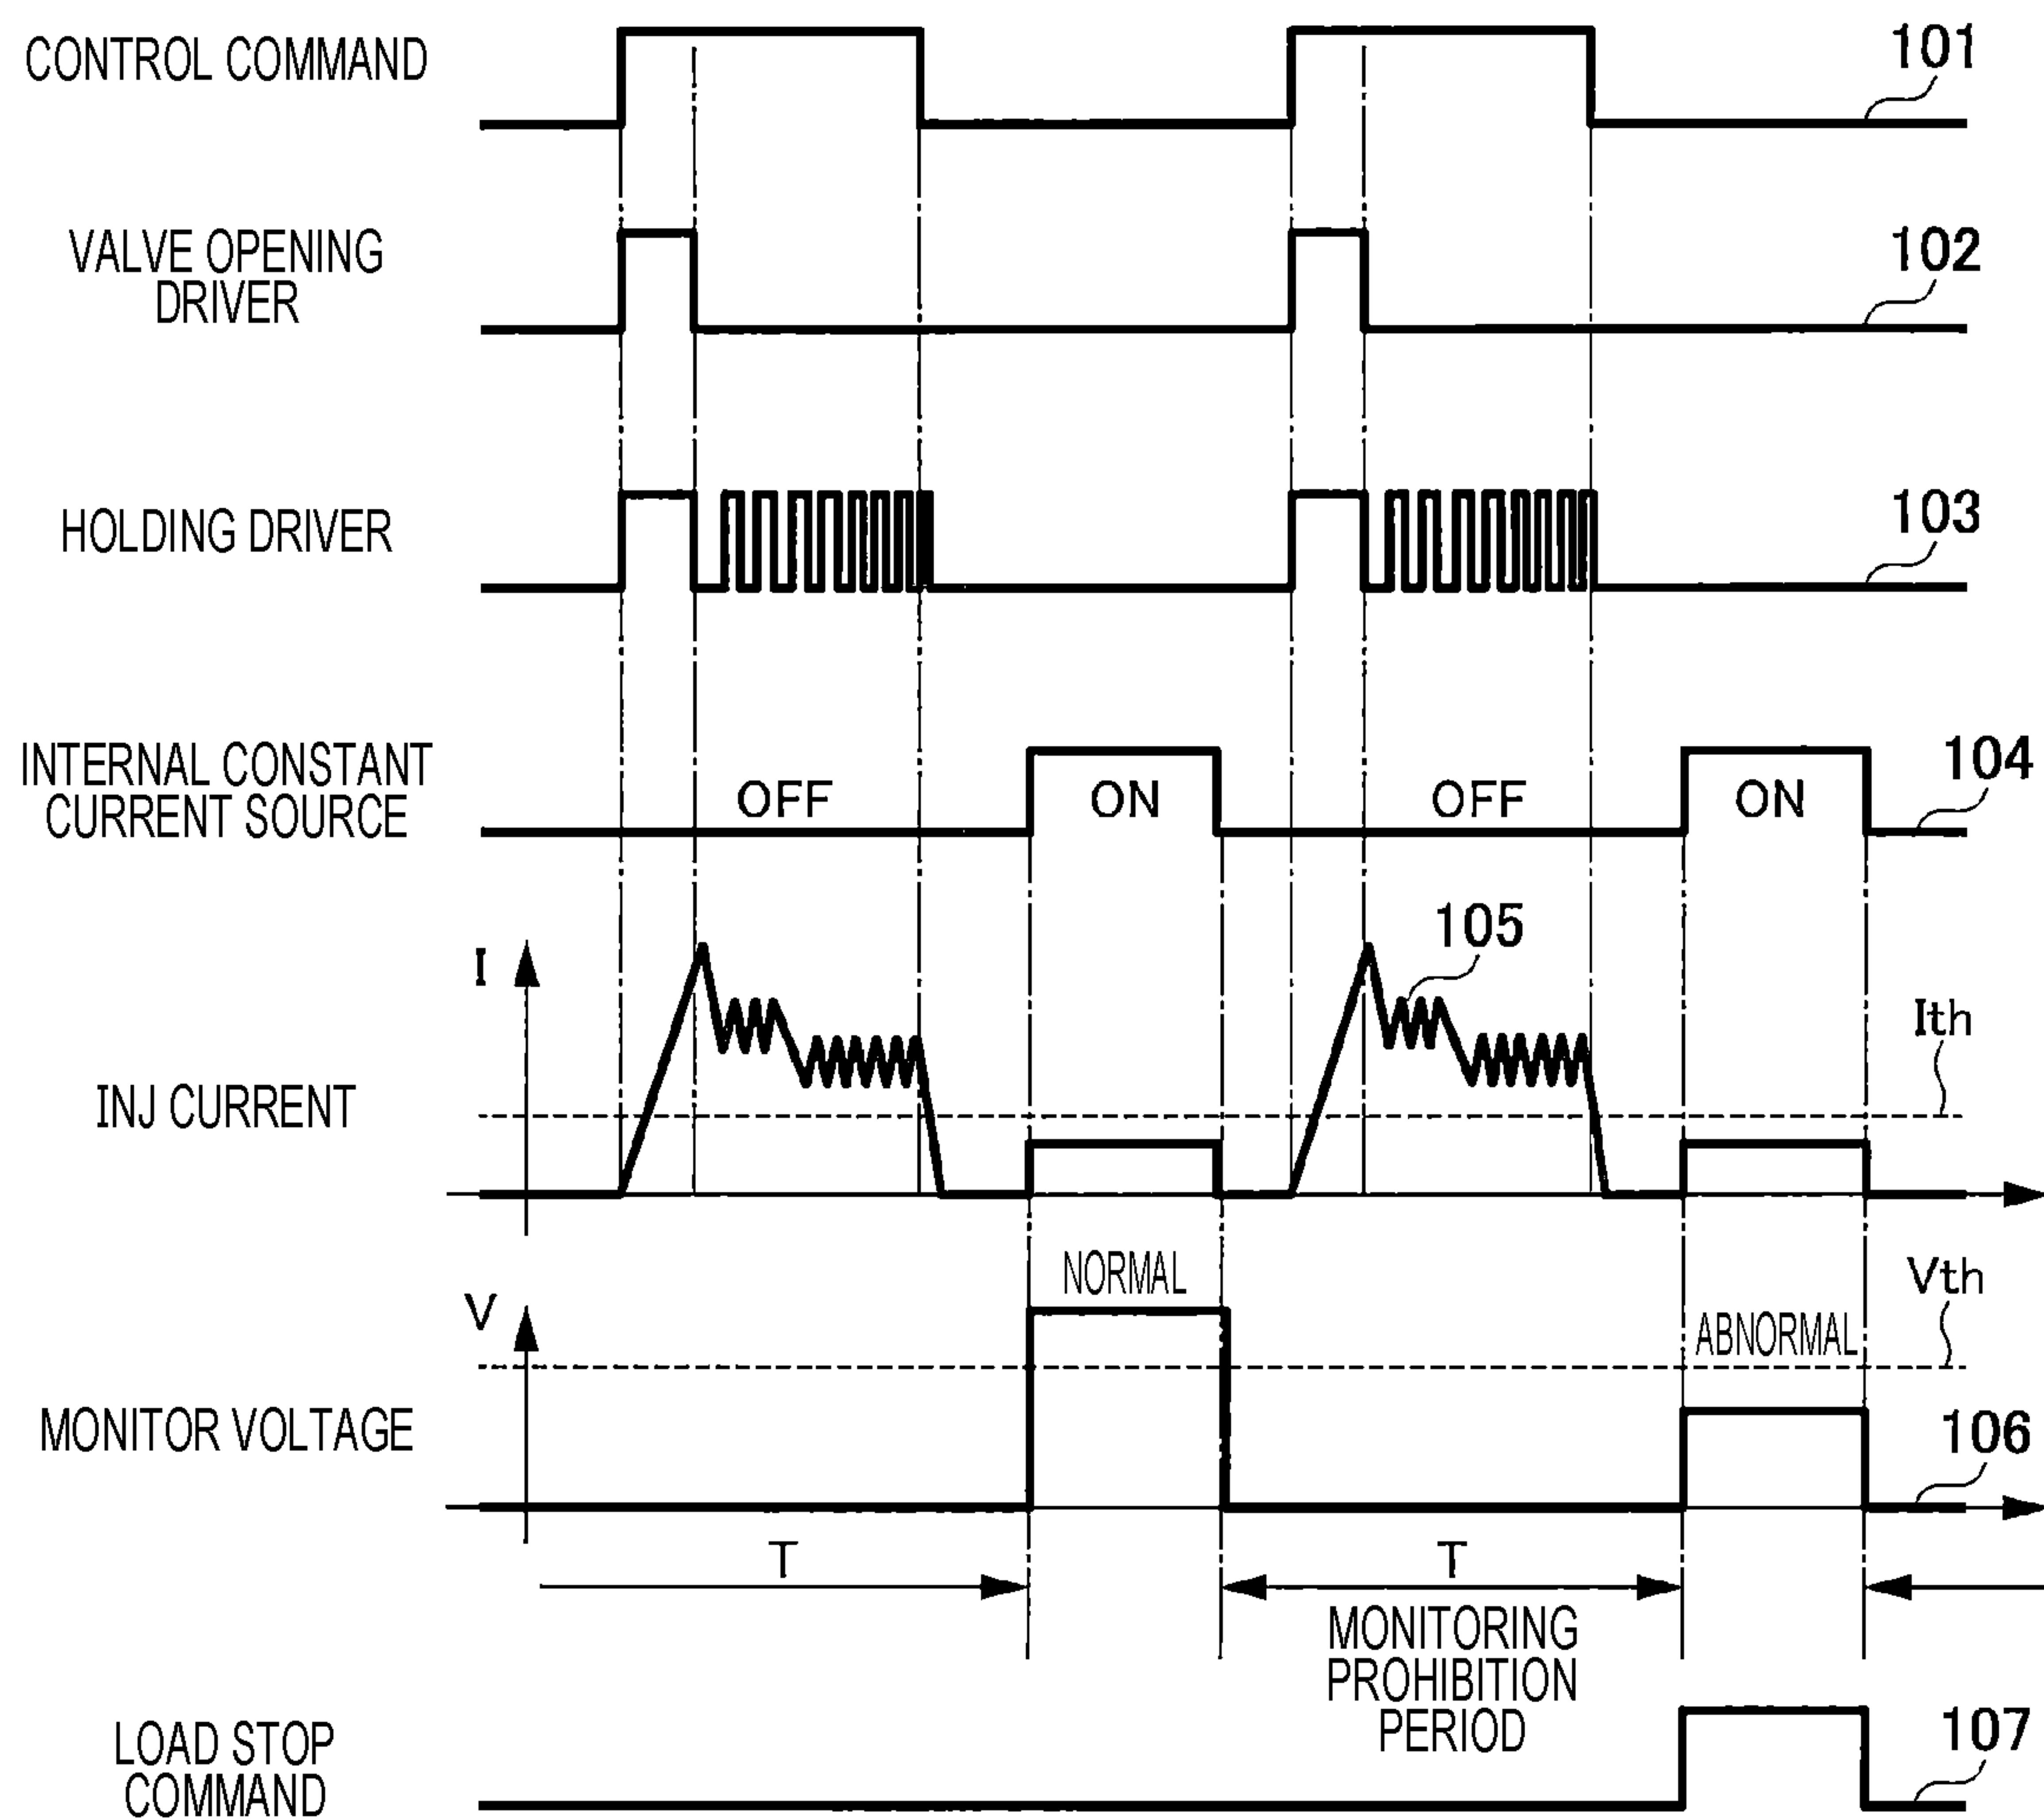 CONTROL COMMAND
101
VALVE OPENING
DRIVER
102
HOLDING DRIVER
103
INTERNAL CONSTANT
CURRENT SOURCE
OFF
ON
OFF
ON
104
I
105
Ith
INJ CURRENT
NORMAL
Vth
V
ABNORMAL
MONITOR VOLTAGE
106
T
T
MONITORING
PROHIBITION
PERIOD
LOAD STOP
COMMAND
107